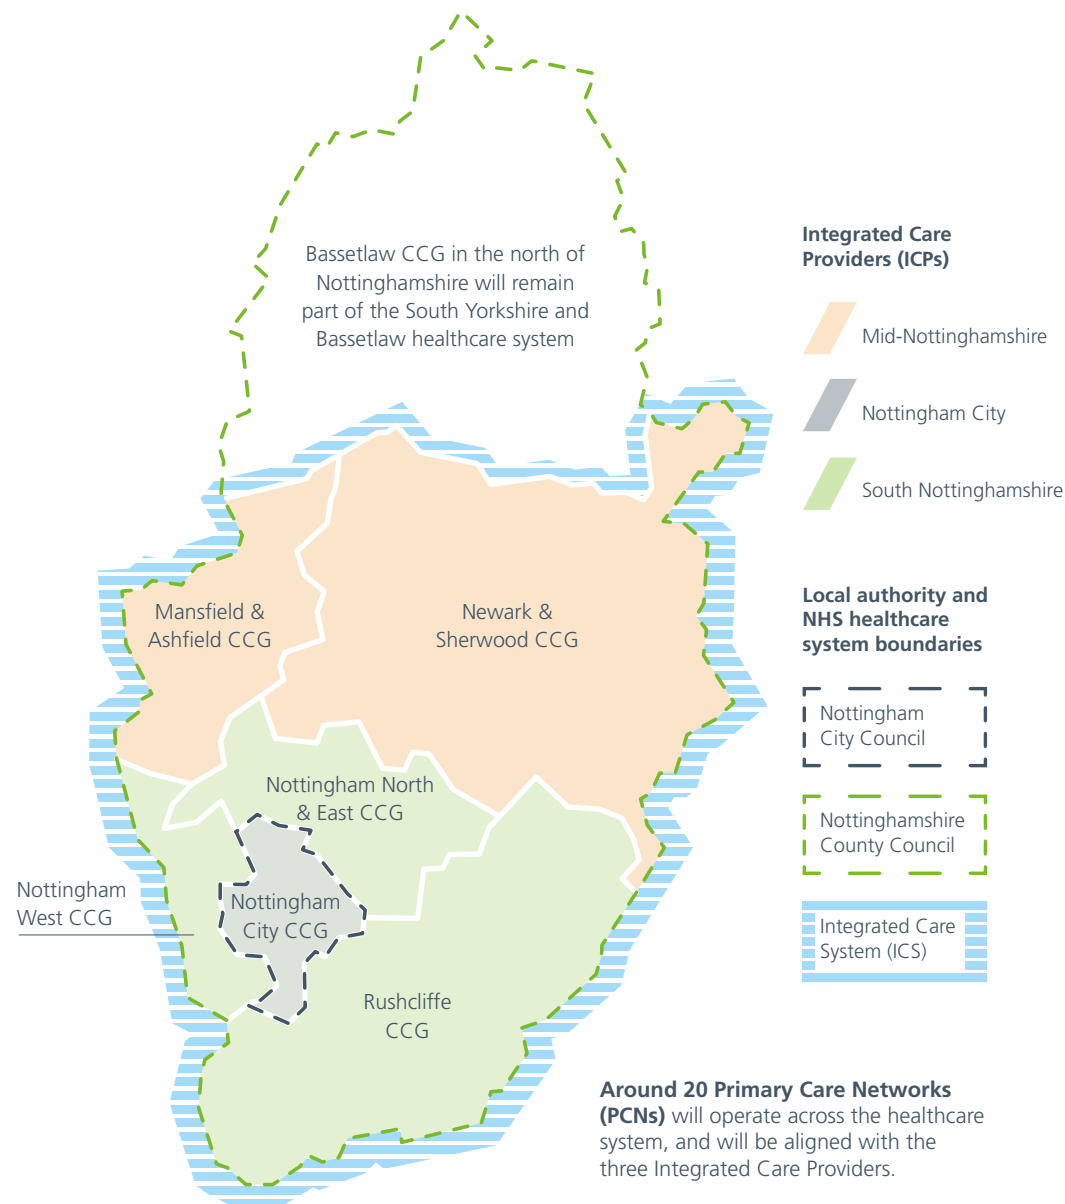 Bassetlaw CCG in the north of
Nottinghamshire will remain
part of the South Yorkshire and
Bassetlaw healthcare system
Mansfield &
Ashfield CCG
Newark &
Sherwood CCG
Nottingham North
& East CCG
Nottingham
West CCG
Nottingham
City CCG
Rushcliffe
CCG
Integrated Care
Providers (ICPs)
Mid-Nottinghamshire
Nottingham City
South Nottinghamshire
Local authority and
NHS healthcare
system boundaries
Nottingham
City Council
Nottinghamshire
County Council
Integrated Care
System (ICS)
Around 20 Primary Care Networks
(PCNs) will operate across the healthcare
system, and will be aligned with the
three Integrated Care Providers.